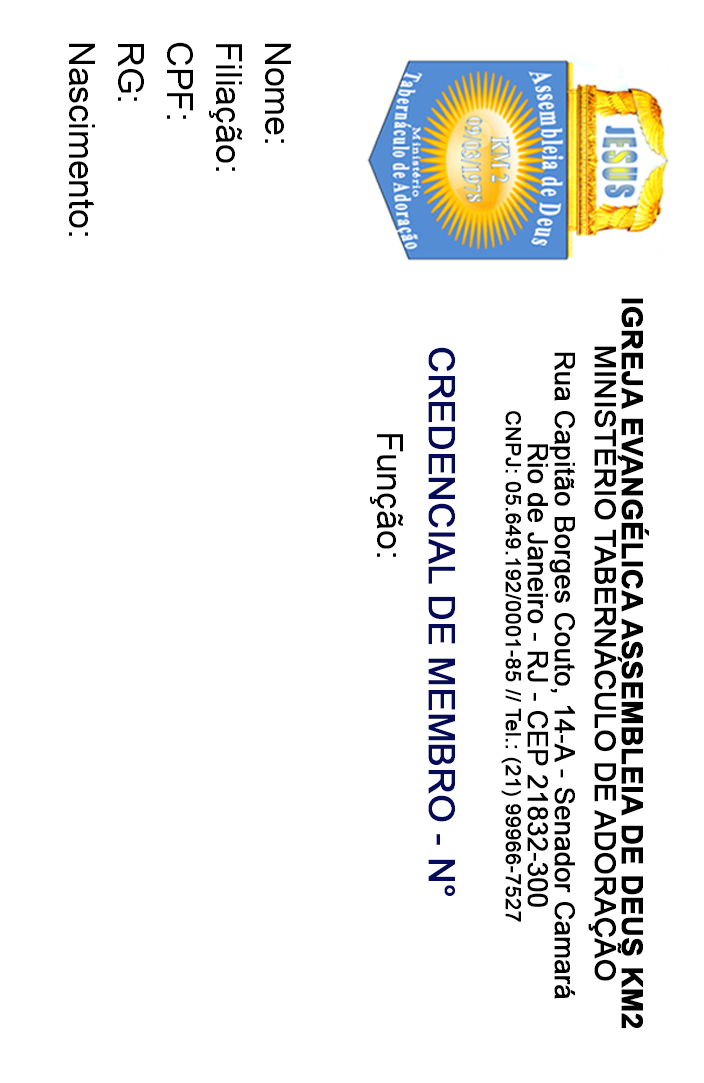 JESUS
Assembleia de Deus
KM 2
09/03/1978
Ministério
Tabernáculo de Adoração
IGREJA EVANGÉLICA ASSEMBLEIA DE DEUS KM2
MINISTÉRIO TABERNÁCULO DE ADORAÇÃO
Rua Capitão Borges Couto, 14-A - Senador Camará
Rio de Janeiro - RJ - CEP 21832-300
CNPJ: 05.649.192/0001-85 // Tel.: (21) 99966-7527
CREDENCIAL DE MEMBRO - N°
Função:
Nome:
Filiação:
CPF:
RG:
Nascimento: